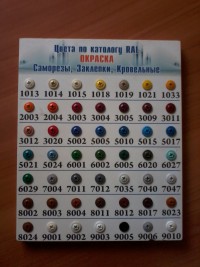 Цвета по каталогу RAL
ОКРАСКА
Саморезы, Заклепки, Кровельные
1013 1014 1015 1018 1019 1021 1033
2003 2004 3003 3004 3005 3009 3011
3012 3020 5002 5005 5010 5015 5017
5021 5024 6002 6005 6020 6027
6029 7004 7011 7012 7035 7040 7047
8002 8003 8004 8011 8012 8017 8023
8024 9001 9002 9003 9005 9006 9010